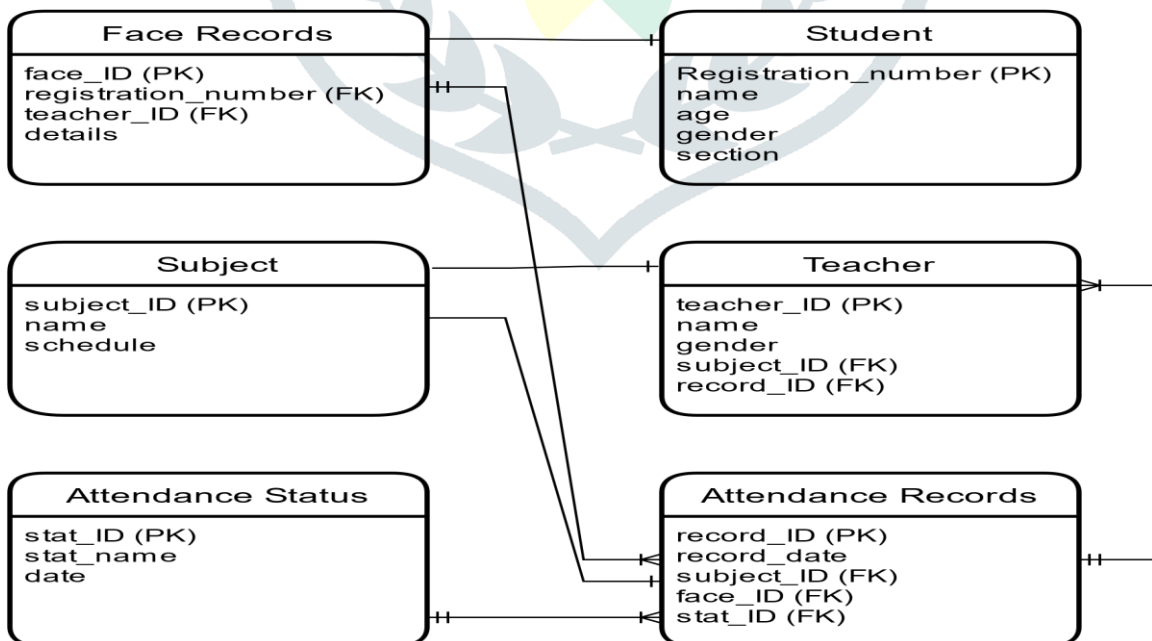 Face Records
face_ID (PK)
registration_number (FK)
teacher_ID (FK)
details
Student
Registration_number (PK)
name
age
gender
section
Subject
subject_ID (PK)
name
schedule
Teacher
teacher_ID (PK)
name
gender
subject_ID (FK)
record_ID (FK)
Attendance Status
stat_ID (PK)
stat_name
date
Attendance Records
record_ID (PK)
record_date
subject_ID (FK)
face_ID (FK)
stat_ID (FK)